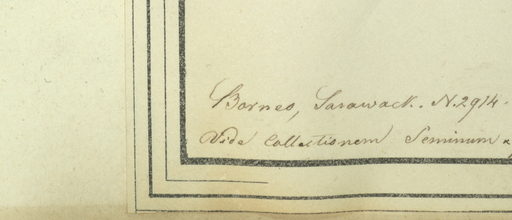 Borneo, Sarawack. N. 2914.
Vide Collectionem Seminum